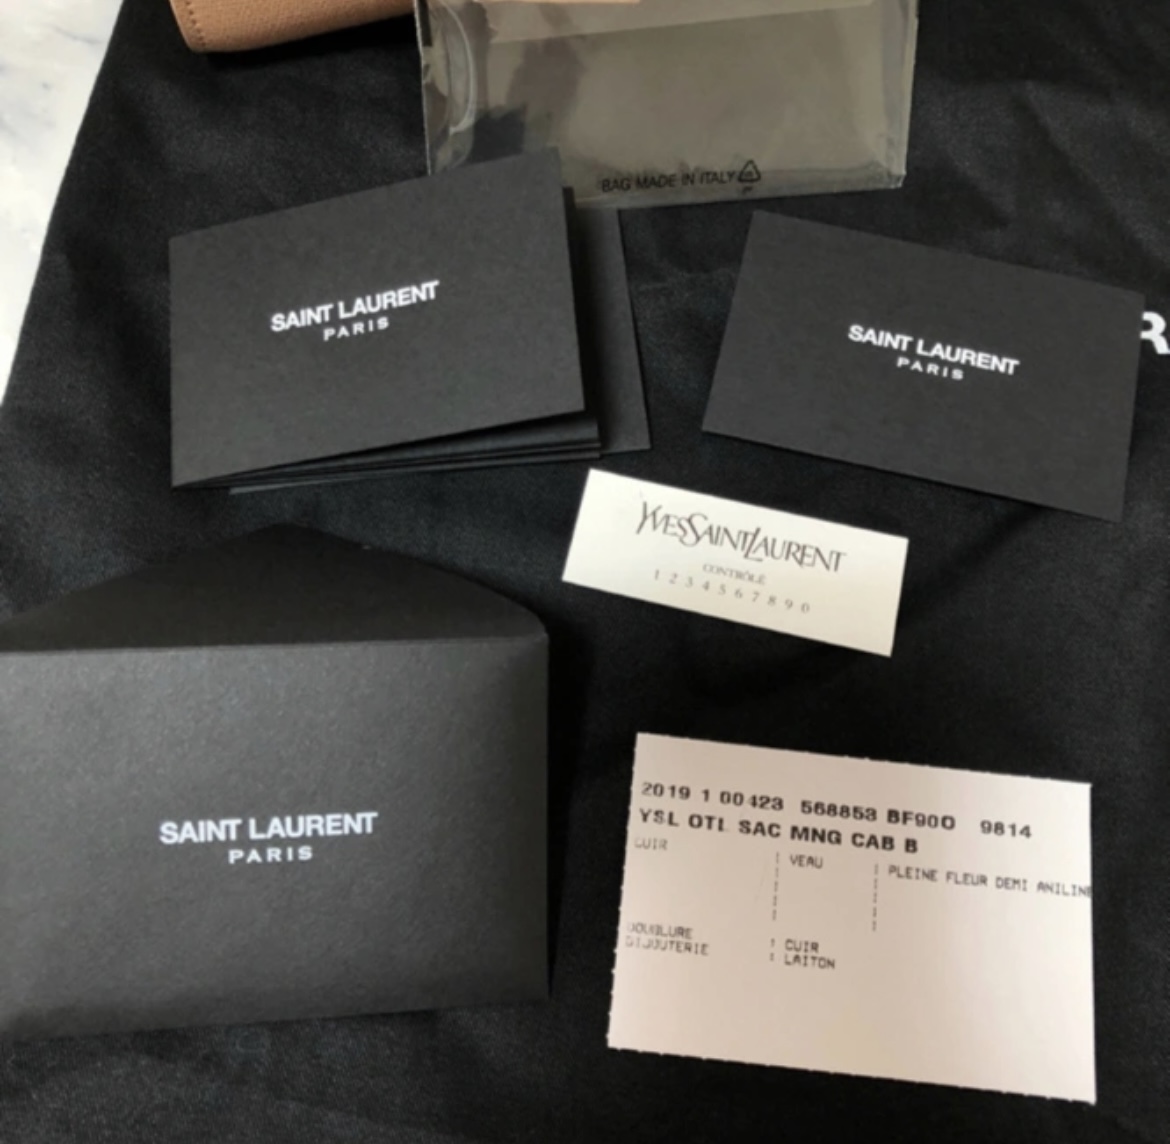 BAG MADE IN ITALY
SAINT LAURENT
PARIS
SAINT LAURENT
PARIS
R
YVESSAINTLAURENT
CONTRÔLÉ
1 2 3 4 5 6 7 8 9 0
SAINT LAURENT
PARIS
2019 1 00423 568853 BF90O 9814
YSL OTL SAC MNG CAB B
CUIR ¦ VEAU ¦ PLEINE FLEUR DEMI ANILINE
DOUBLURE ¦ CUIR
BIJOUTERIE ¦ LAITON